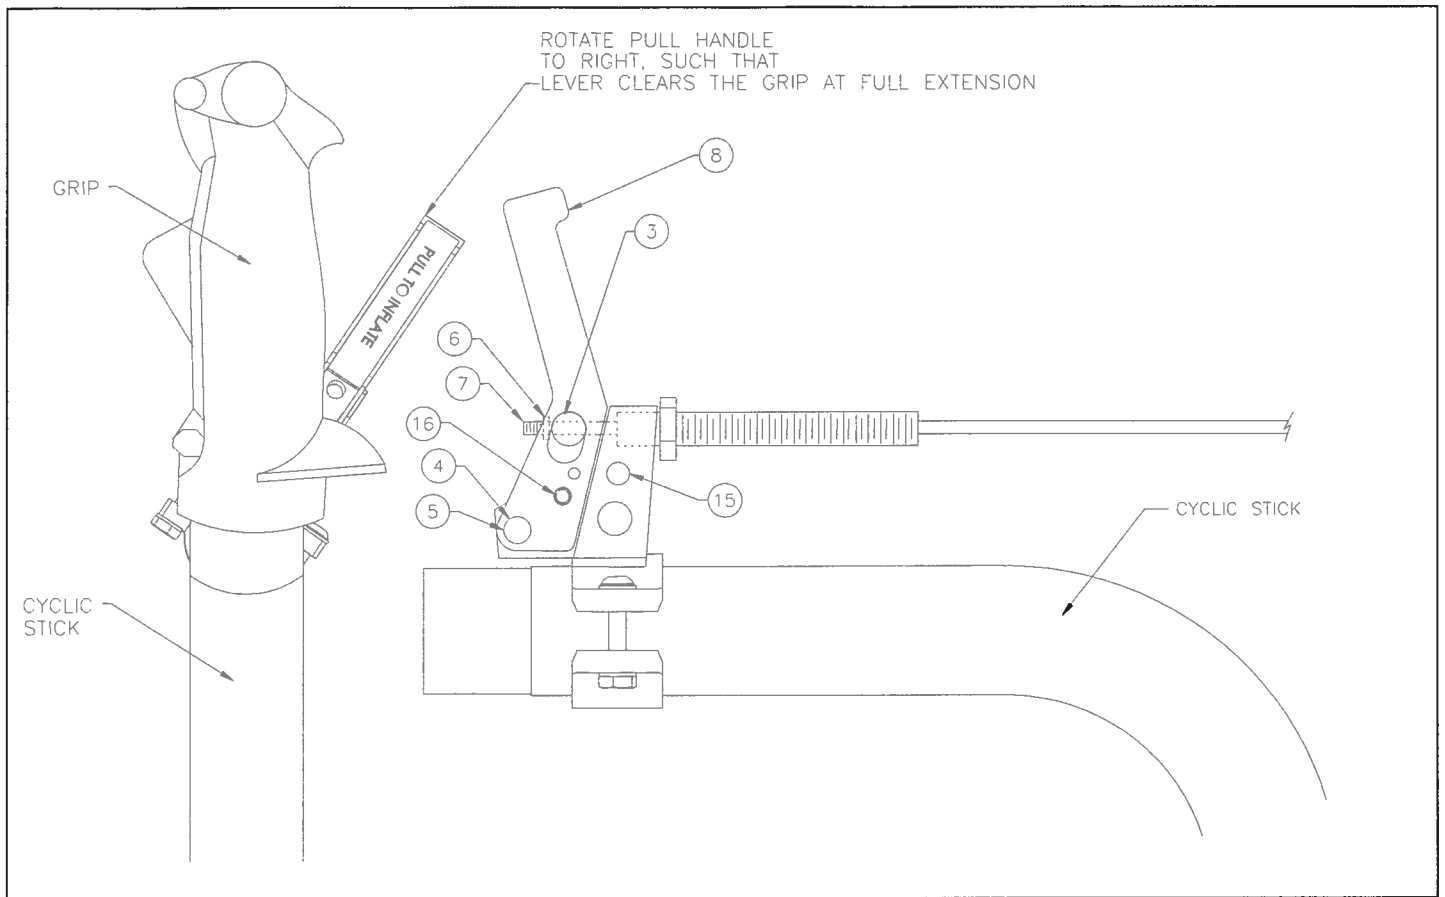 ROTATE PULL HANDLE
TO RIGHT, SUCH THAT
LEVER CLEARS THE GRIP AT FULL EXTENSION
8
GRIP
3
PULL TO INFLATE
6
7
16
4
15
5
CYCLIC STICK
CYCLIC
STICK